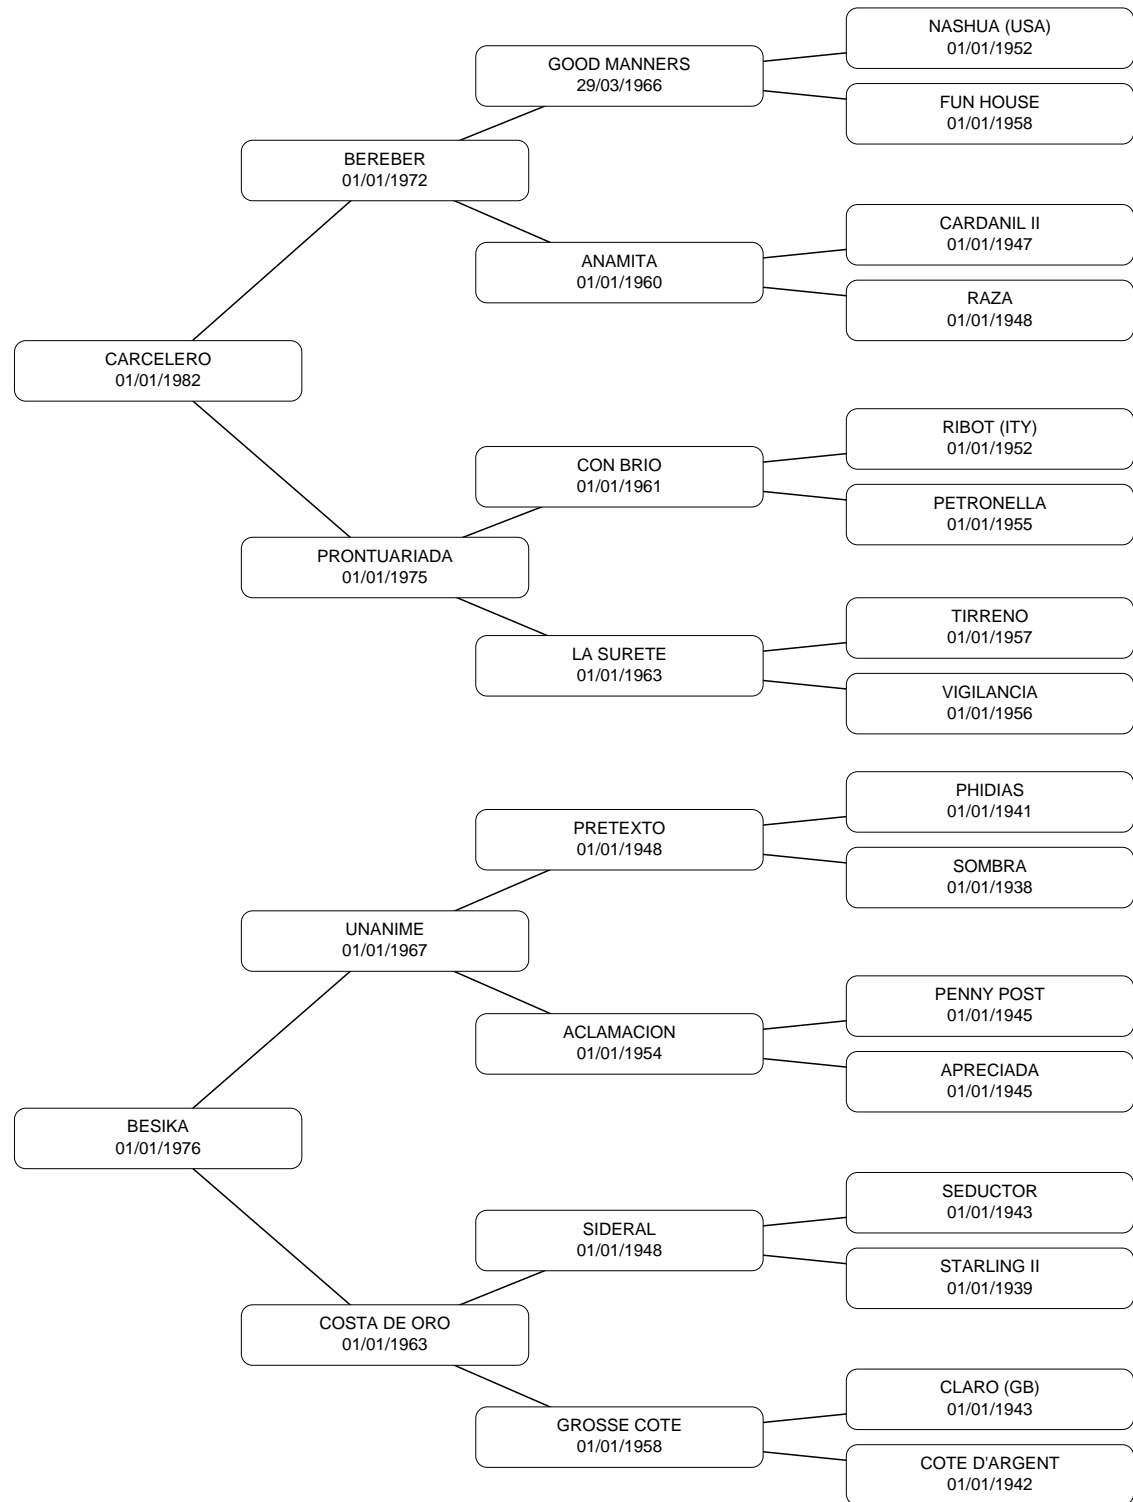 NASHUA (USA)
01/01/1952
GOOD MANNERS
29/03/1966
FUN HOUSE
01/01/1958
BEREBER
01/01/1972
CARDANIL II
01/01/1947
ANAMITA
01/01/1960
RAZA
01/01/1948
CARCELERO
01/01/1982
RIBOT (ITY)
01/01/1952
CON BRIO
01/01/1961
PETRONELLA
01/01/1955
PRONTUARIADA
01/01/1975
TIRRENO
01/01/1957
LA SURETE
01/01/1963
VIGILANCIA
01/01/1956
PHIDIAS
01/01/1941
PRETEXTO
01/01/1948
SOMBRA
01/01/1938
UNANIME
01/01/1967
PENNY POST
01/01/1945
ACLAMACION
01/01/1954
APRECIADA
01/01/1945
BESIKA
01/01/1976
SEDUCTOR
01/01/1943
SIDERAL
01/01/1948
STARLING II
01/01/1939
COSTA DE ORO
01/01/1963
CLARO (GB)
01/01/1943
GROSSE COTE
01/01/1958
COTE D'ARGENT
01/01/1942